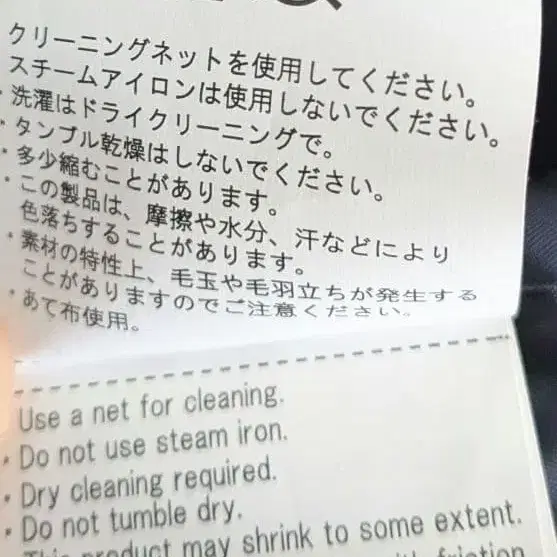 クリーニングネットを使用してください。
スチームアイロンは使用しないでください。
・洗濯はドライクリーニングで。
・タンブル乾燥はしないでください。
・多少縮むことがあります。
・この製品は、摩擦や水分、汗などにより
色落ちすることがあります。
・素材の特性上、毛玉や毛羽立ちが発生する
ことがありますのでご注意ください。
・あて布使用。
Use a net for cleaning.
・Do not use steam iron.
・Dry cleaning required.
・Do not tumble dry.
This product may shrink to some extent.
friction